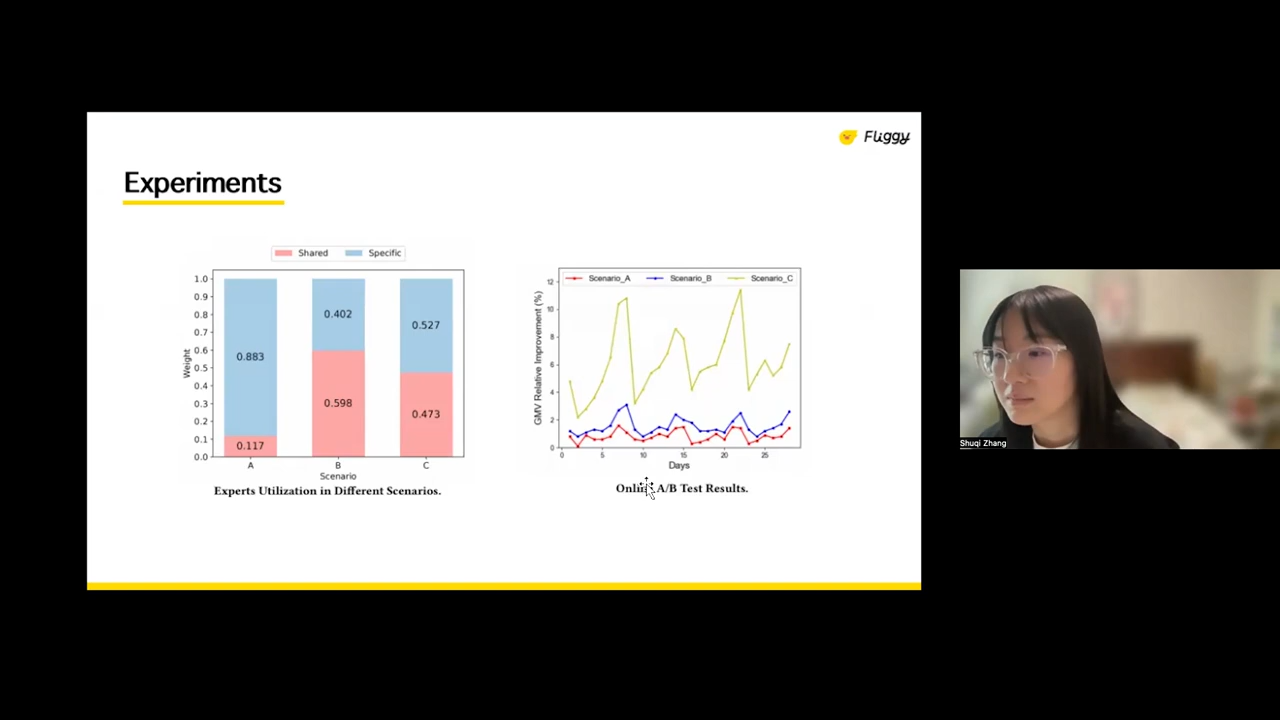 Fliggy
Experiments
Shared Specific
1.0
0.9
0.8
0.7
0.6
0.5
0.4
0.3
0.2
0.1
0.0
Weight
0.883
0.117
0.402
0.598
0.527
0.473
A B C
Scenario
Experts Utilization in Different Scenarios.
Scenario_A Scenario_B Scenario_C
12
10
8
6
4
2
0
GMV Relative Improvement (%)
0 5 10 15 20 25
Days
Online A/B Test Results.
Shuqi Zhang